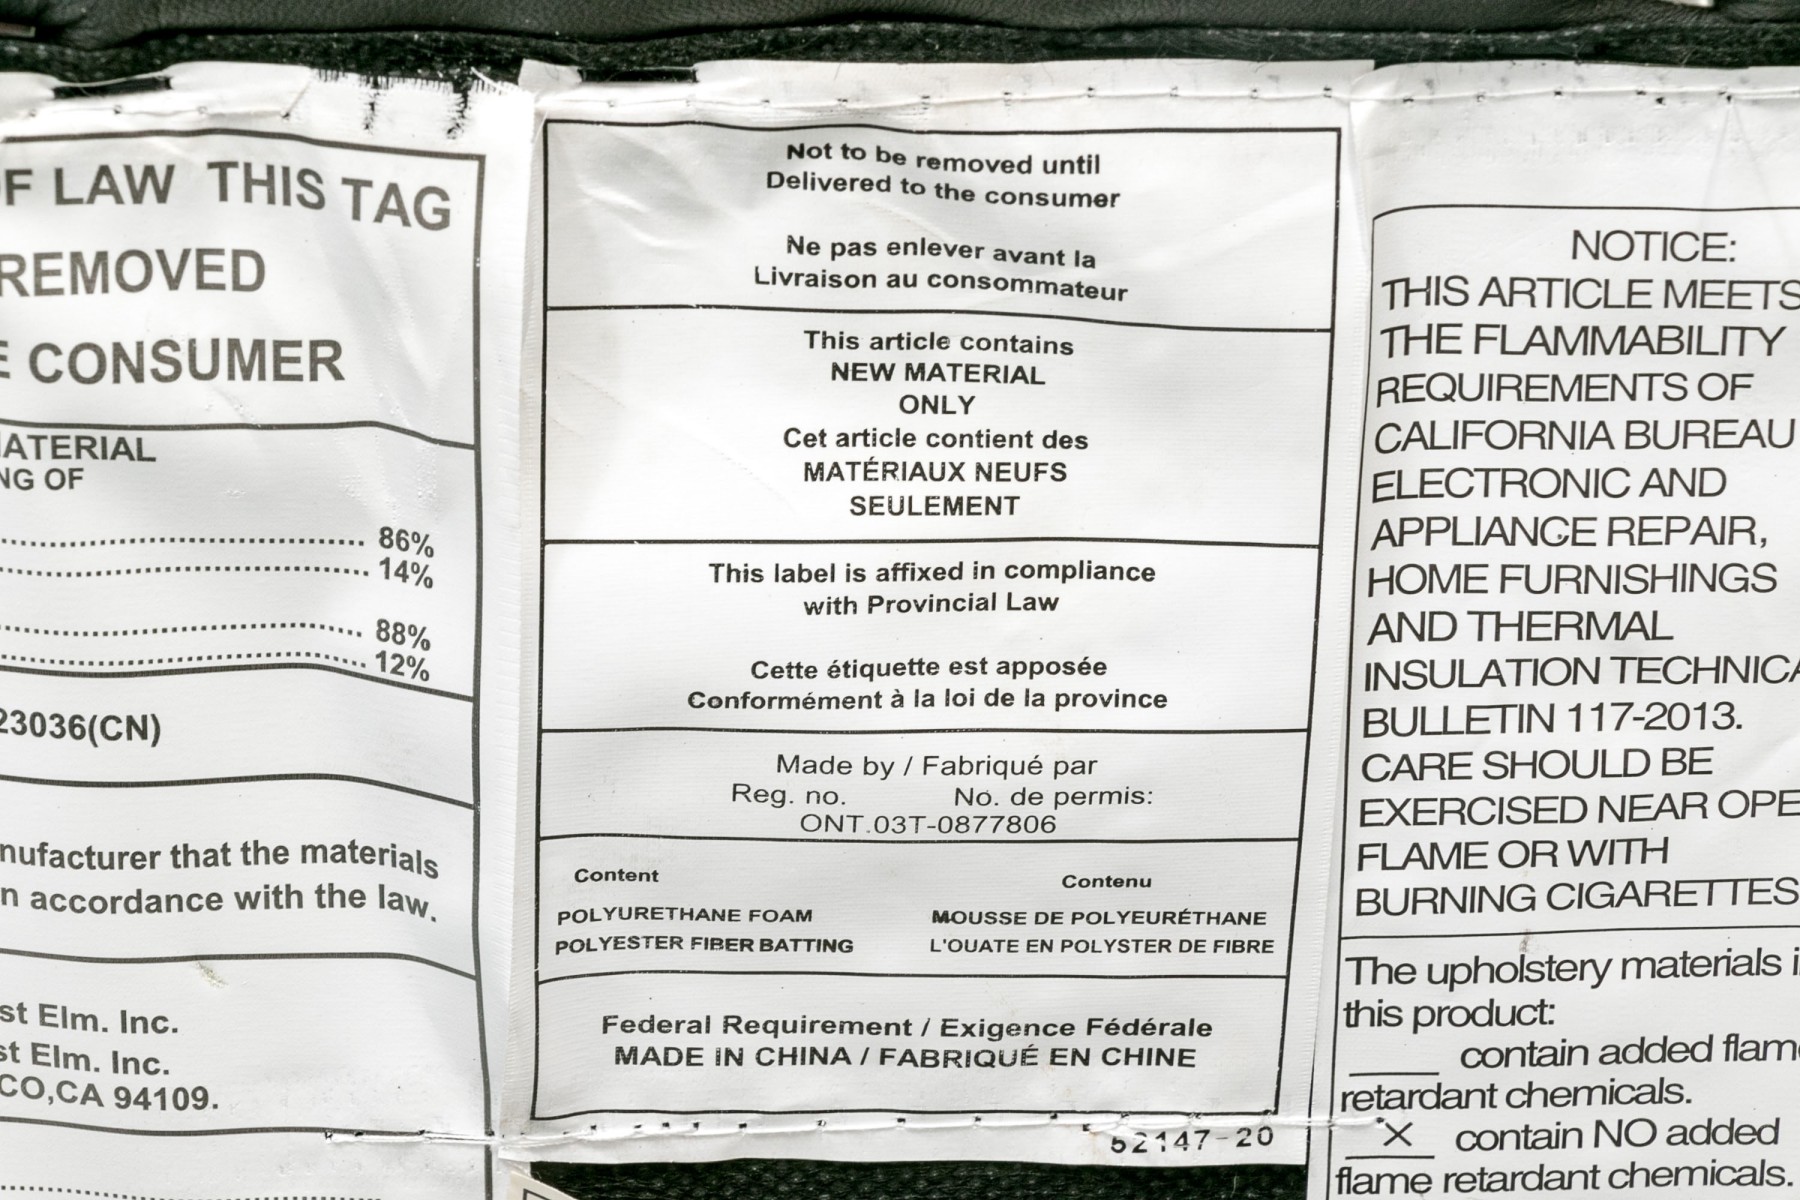 F LAW THIS TAG
REMOVED
E CONSUMER
MATERIAL
NG OF
86%
14%
88%
12%
23036(CN)
nufacturer that the materials
n accordance with the law.
st Elm. Inc.
st Elm. Inc.
CO,CA 94109.
Not to be removed until
Delivered to the consumer
Ne pas enlever avant la
Livraison au consommateur
This article contains
NEW MATERIAL
ONLY
Cet article contient des
MATÉRIAUX NEUFS
SEULEMENT
This label is affixed in compliance
with Provincial Law
Cette étiquette est apposée
Conformément à la loi de la province
Made by / Fabriqué par
Reg. no. No. de permis:
ONT.03T-0877806
Content Contenu
POLYURETHANE FOAM MOUSSE DE POLYEURÉTHANE
POLYESTER FIBER BATTING L'OUATE EN POLYSTER DE FIBRE
Federal Requirement / Exigence Fédérale
MADE IN CHINA / FABRIQUÉ EN CHINE
52147-20
NOTICE:
THIS ARTICLE MEETS
THE FLAMMABILITY
REQUIREMENTS OF
CALIFORNIA BUREAU
ELECTRONIC AND
APPLIANCE REPAIR,
HOME FURNISHINGS
AND THERMAL
INSULATION TECHNICA
BULLETIN 117-2013.
CARE SHOULD BE
EXERCISED NEAR OPE
FLAME OR WITH
BURNING CIGARETTES
The upholstery materials i
this product:
contain added flam
retardant chemicals.
X contain NO added
flame retardant chemicals.